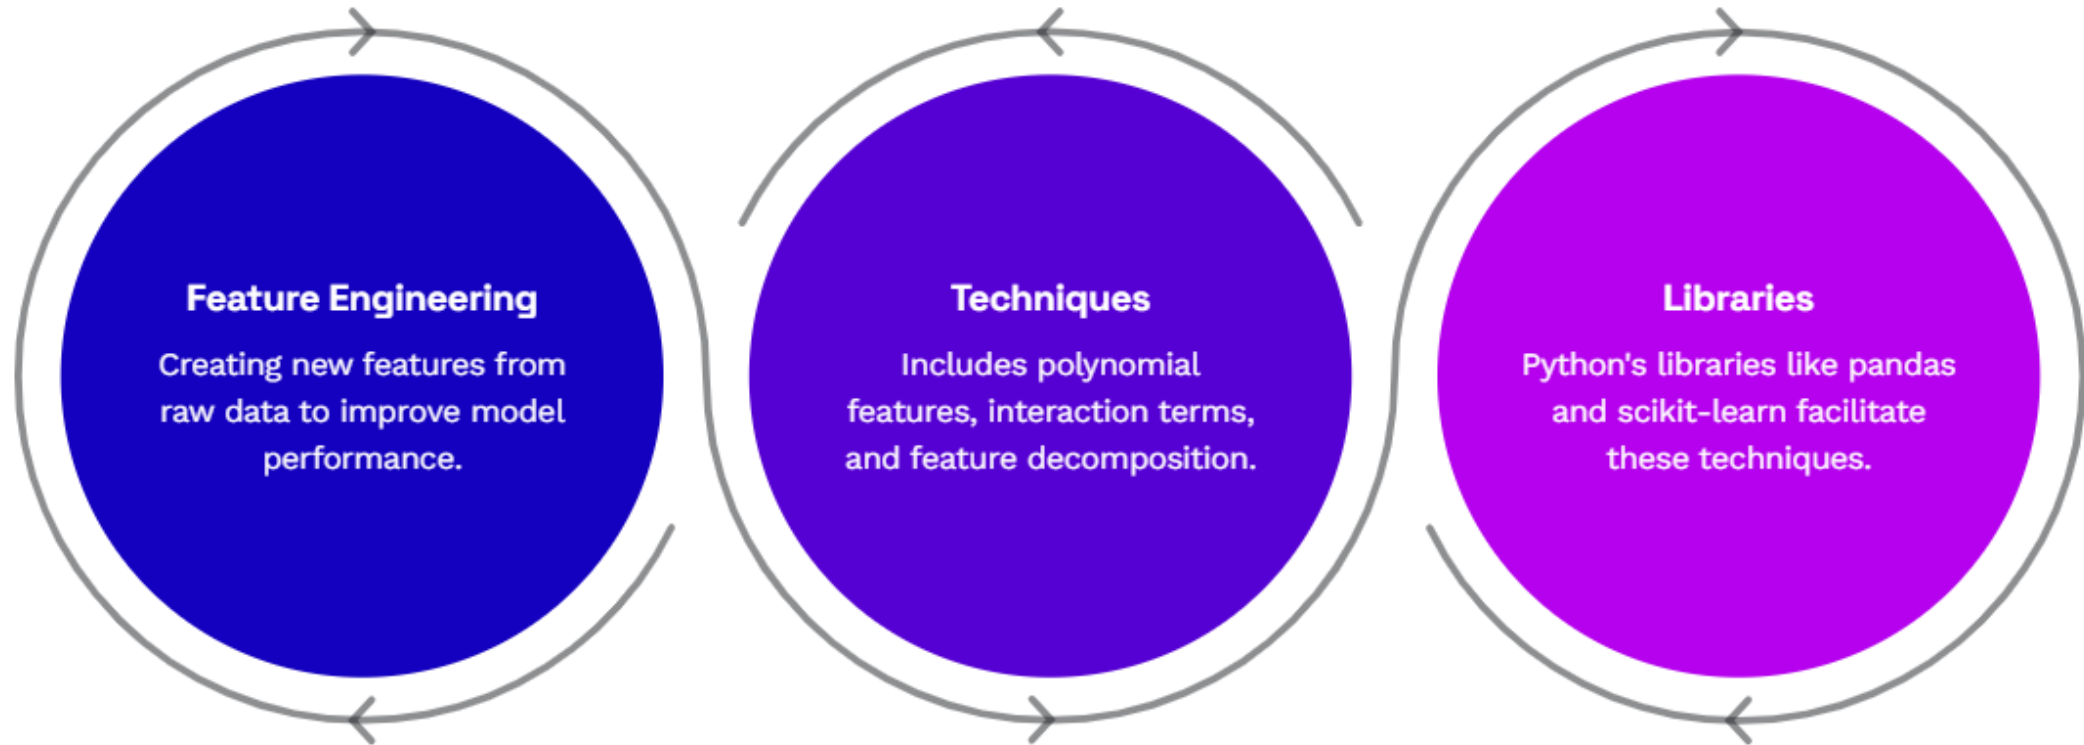 Feature Engineering
Creating new features from
raw data to improve model
performance.
Techniques
Includes polynomial
features, interaction terms,
and feature decomposition.
Libraries
Python's libraries like pandas
and scikit-learn facilitate
these techniques.